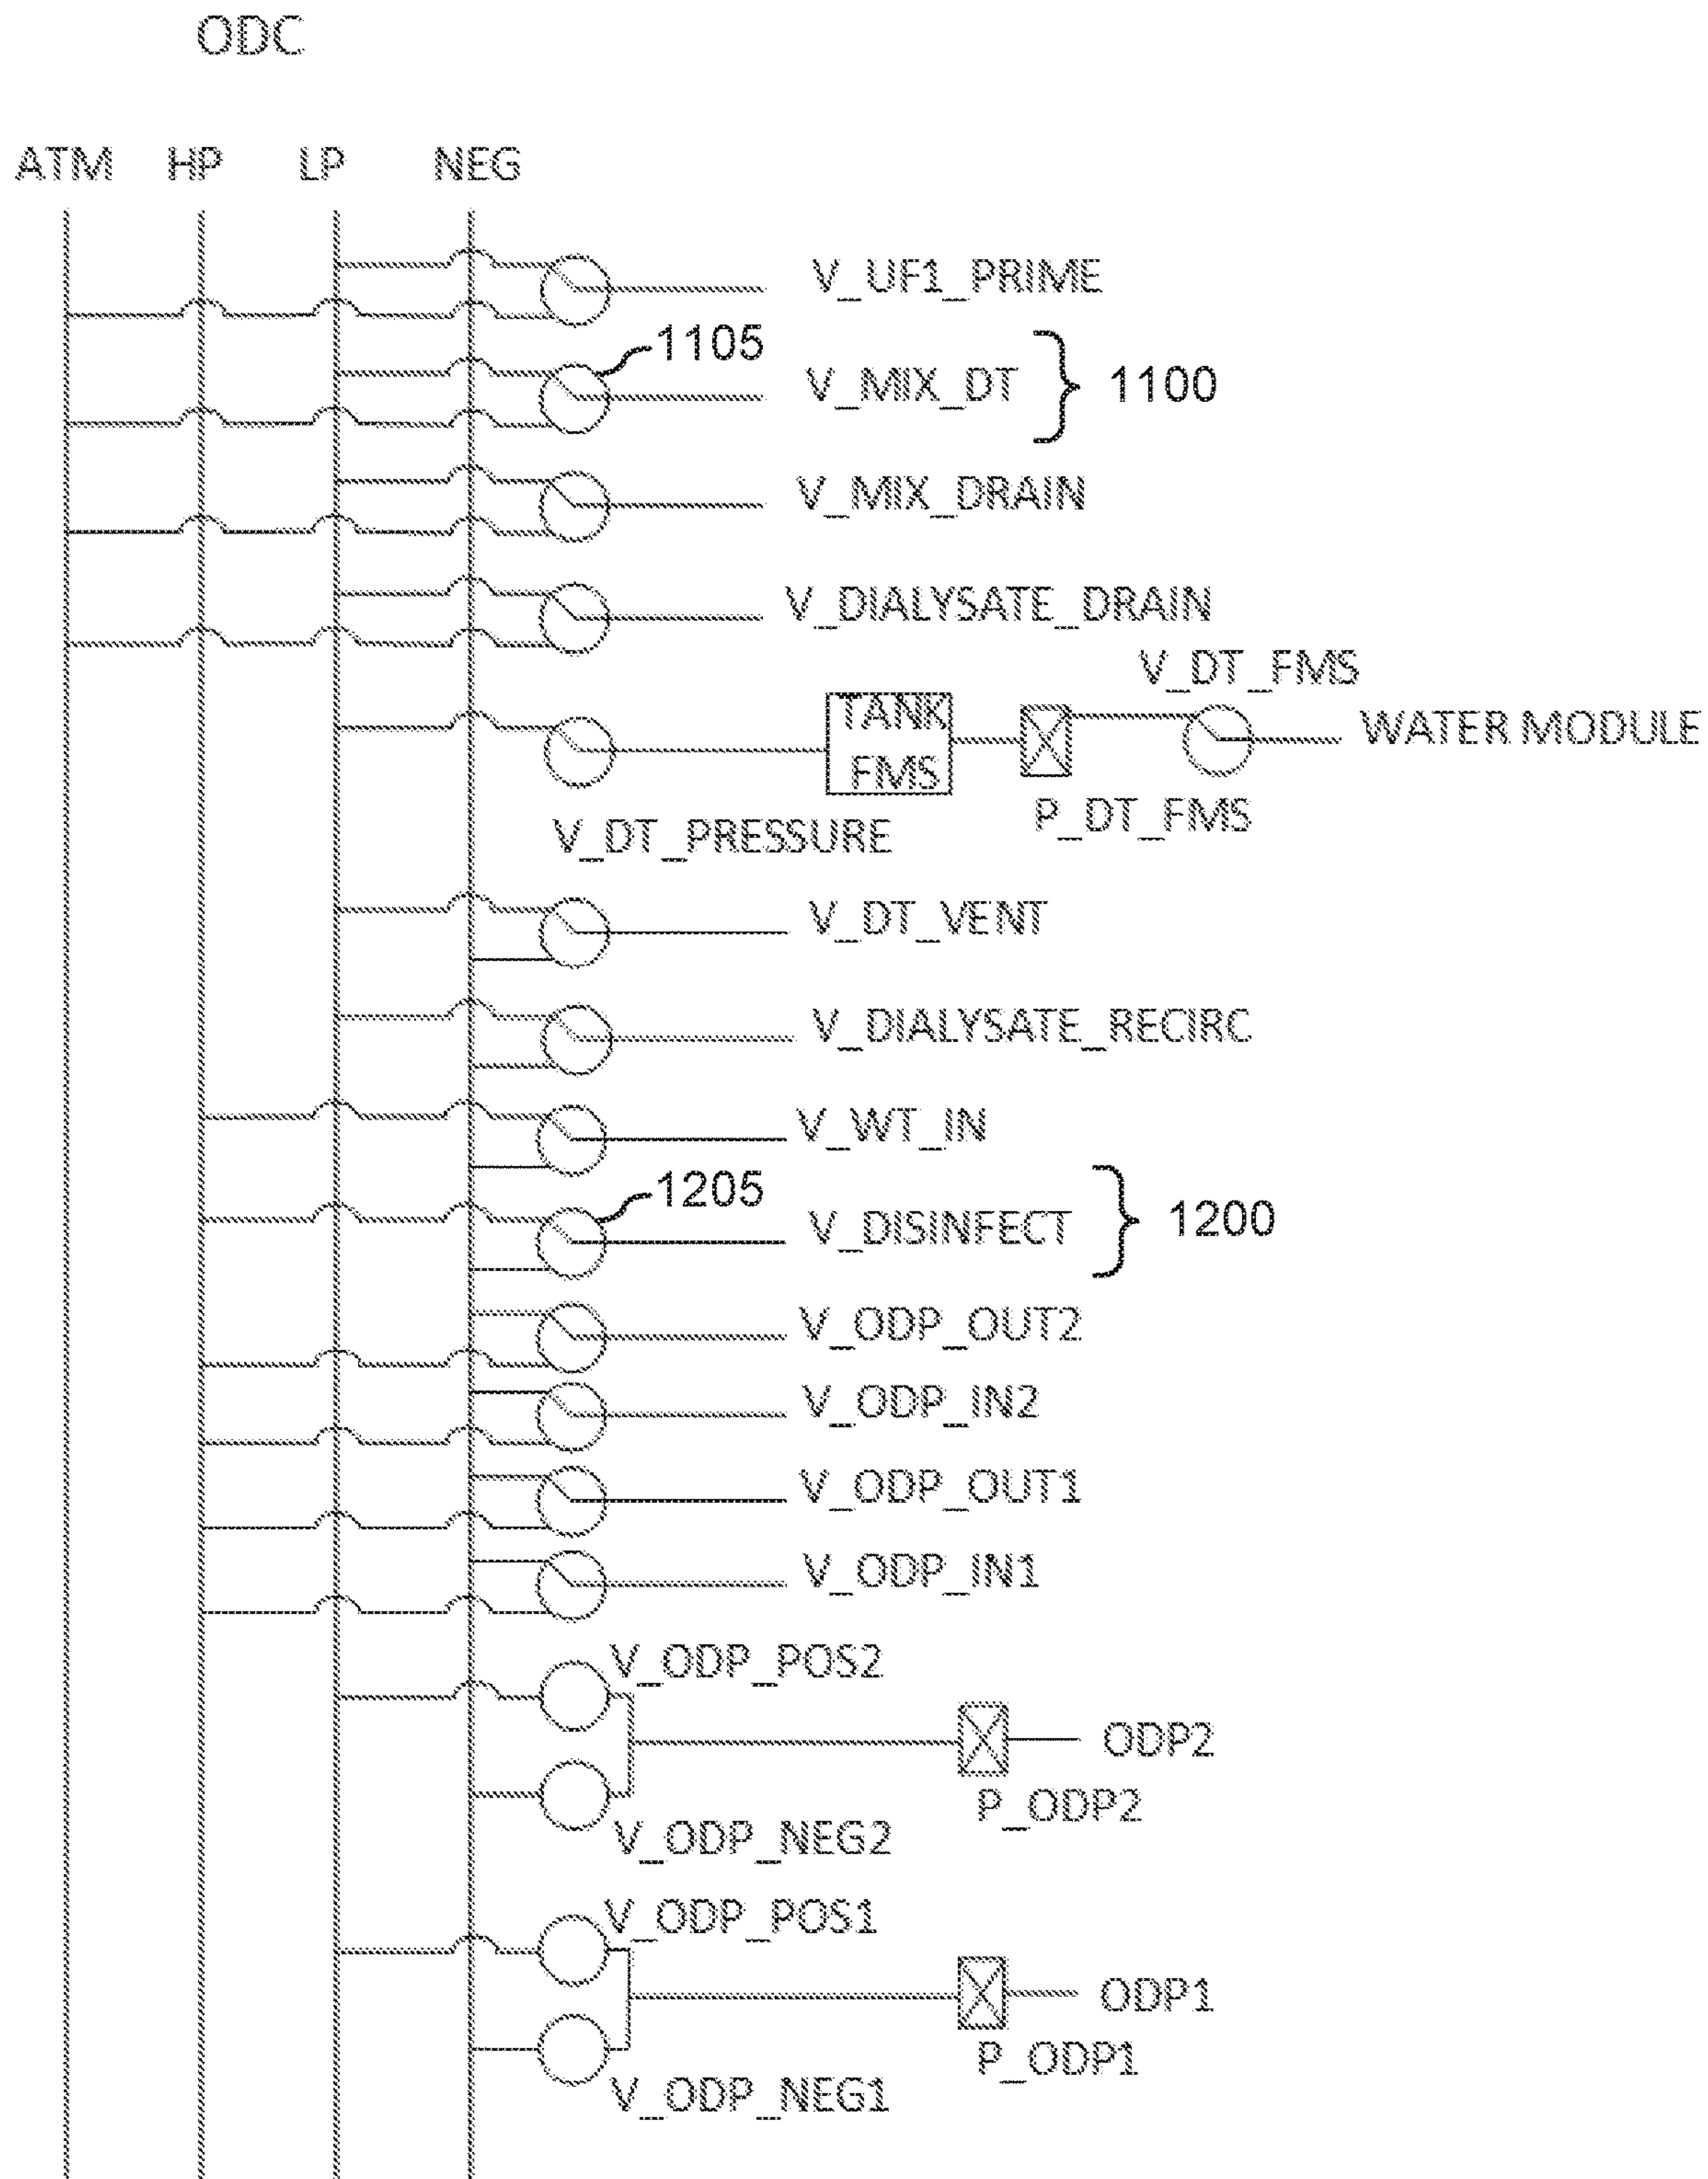 ODC
ATM HP LP NEG
V_UF1_PRIME
1105
V_MIX_DT 1100
V_MIX_DRAIN
V_DIALYSATE_DRAIN
V_DT_FMS
TANK
WATER MODULE
FMS
P_DT_FMS
V_DT_PRESSURE
V_DT_VENT
V_DIALYSATE_RECIRC
V_WT_IN
1205
V_DISINFECT 1200
V_ODP_OUT2
V_ODP_IN2
V_ODP_OUT1
V_ODP_IN1
V_ODP_POS2
ODP2
P_ODP2
V_ODP_NEG2
V_ODP_POS1
ODP1
P_ODP1
V_ODP_NEG1